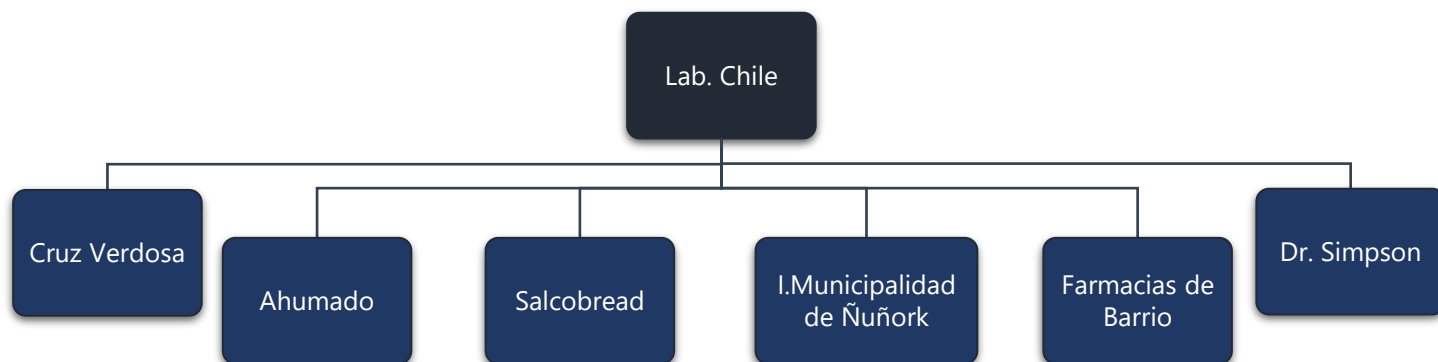 Lab. Chile
Cruz Verdosa
Ahumado
Salcobread
I.Municipalidad
de Ñuñork
Farmacias de
Barrio
Dr. Simpson